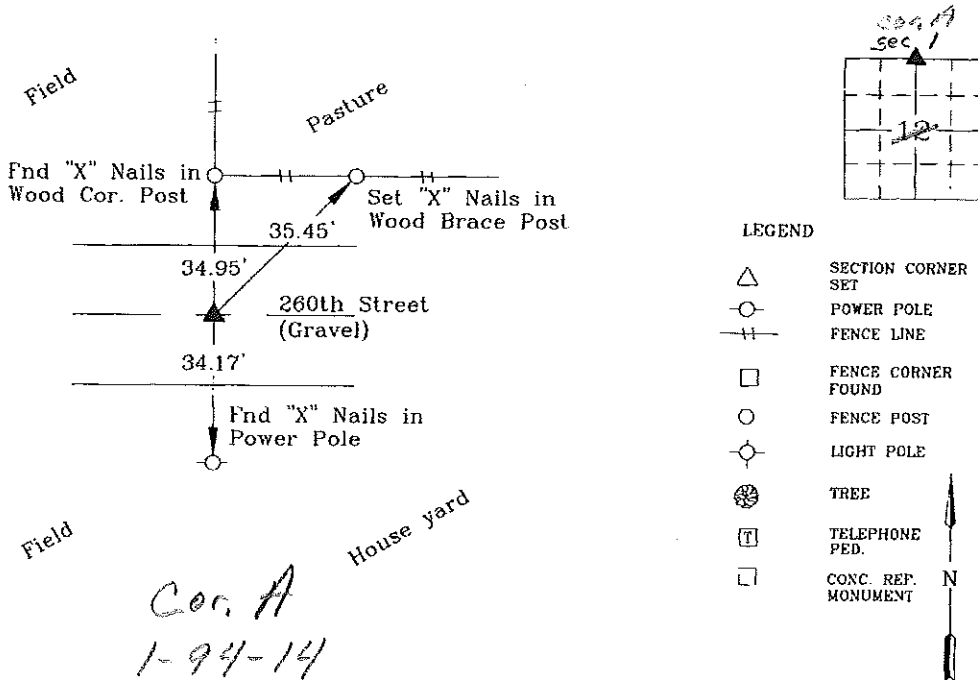 Cor. A
sec 1
12
Field
Pasture
Fnd "X" Nails in
Wood Cor. Post
Set "X" Nails in
Wood Brace Post
35.45'
34.95'
260th Street
(Gravel)
34.17'
Fnd "X" Nails in
Power Pole
Field
House yard
Cor. A
1-94-14
LEGEND
SECTION CORNER
SET
POWER POLE
FENCE LINE
FENCE CORNER
FOUND
FENCE POST
LIGHT POLE
TREE
T
TELEPHONE
PED.
CONC. REF.
MONUMENT
N